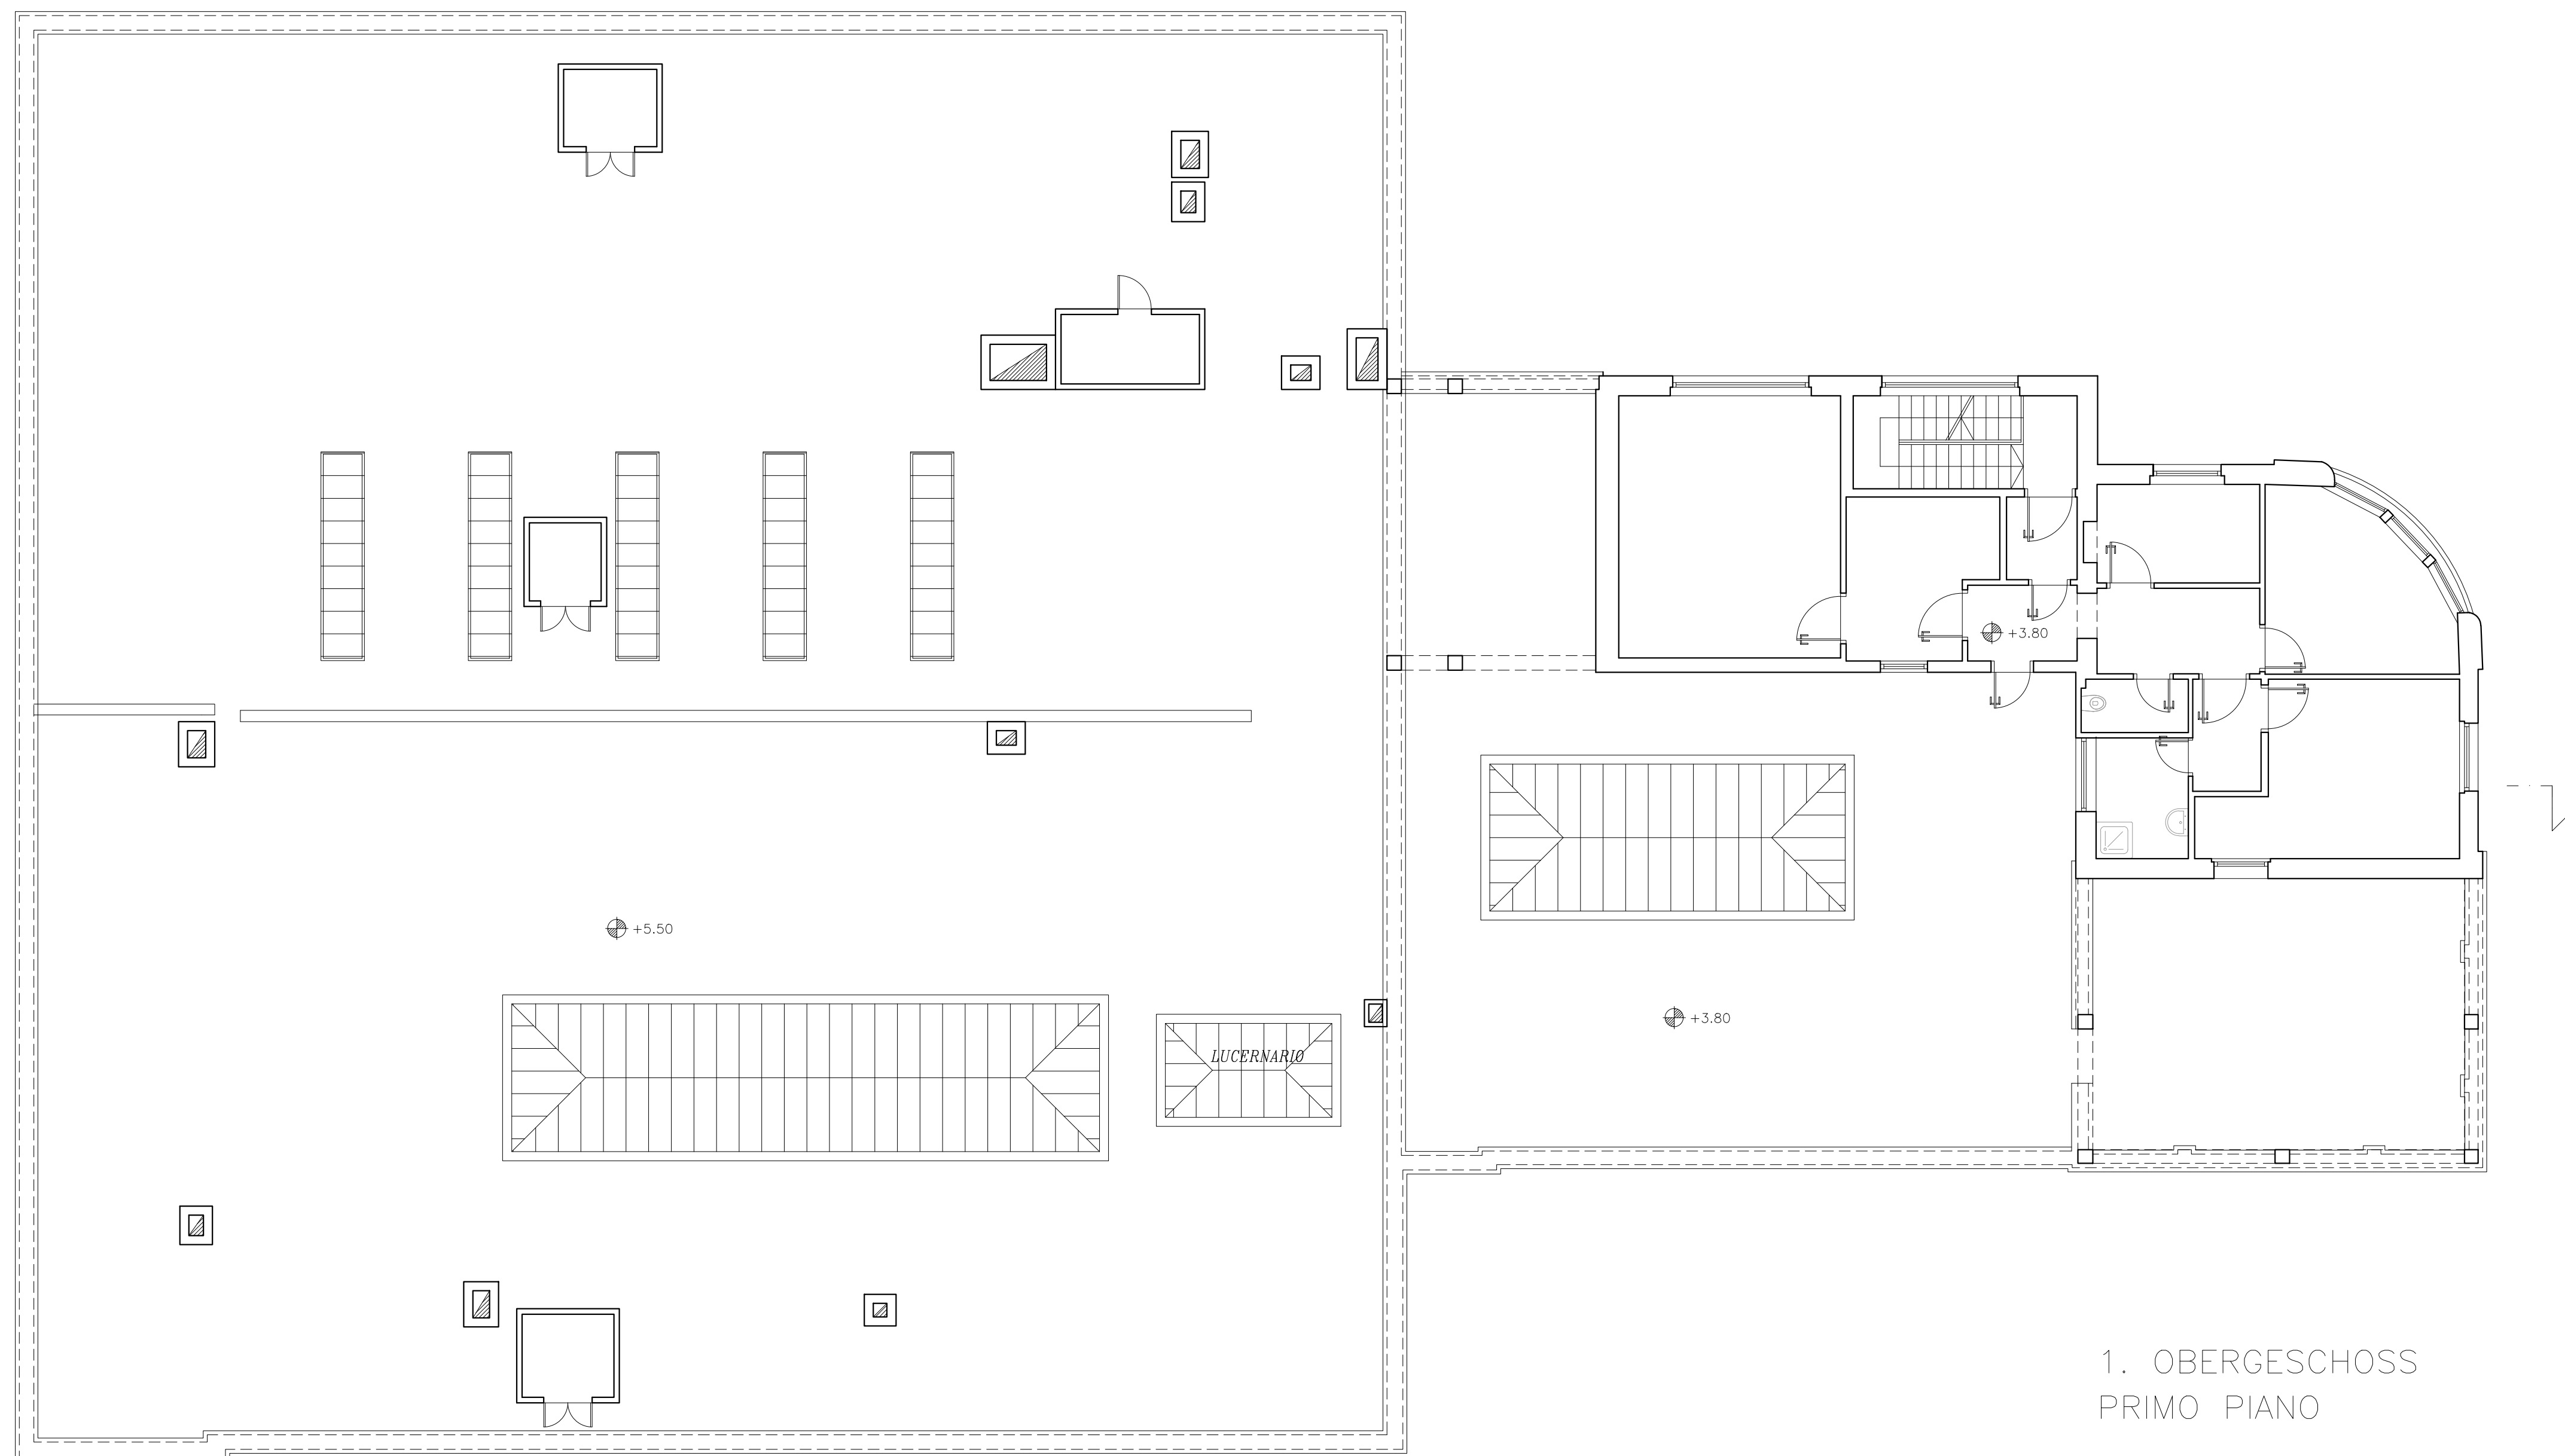 +3.80
+5.50
+3.80
LUCERNARIO
1. OBERGESCHOSS
PRIMO PIANO